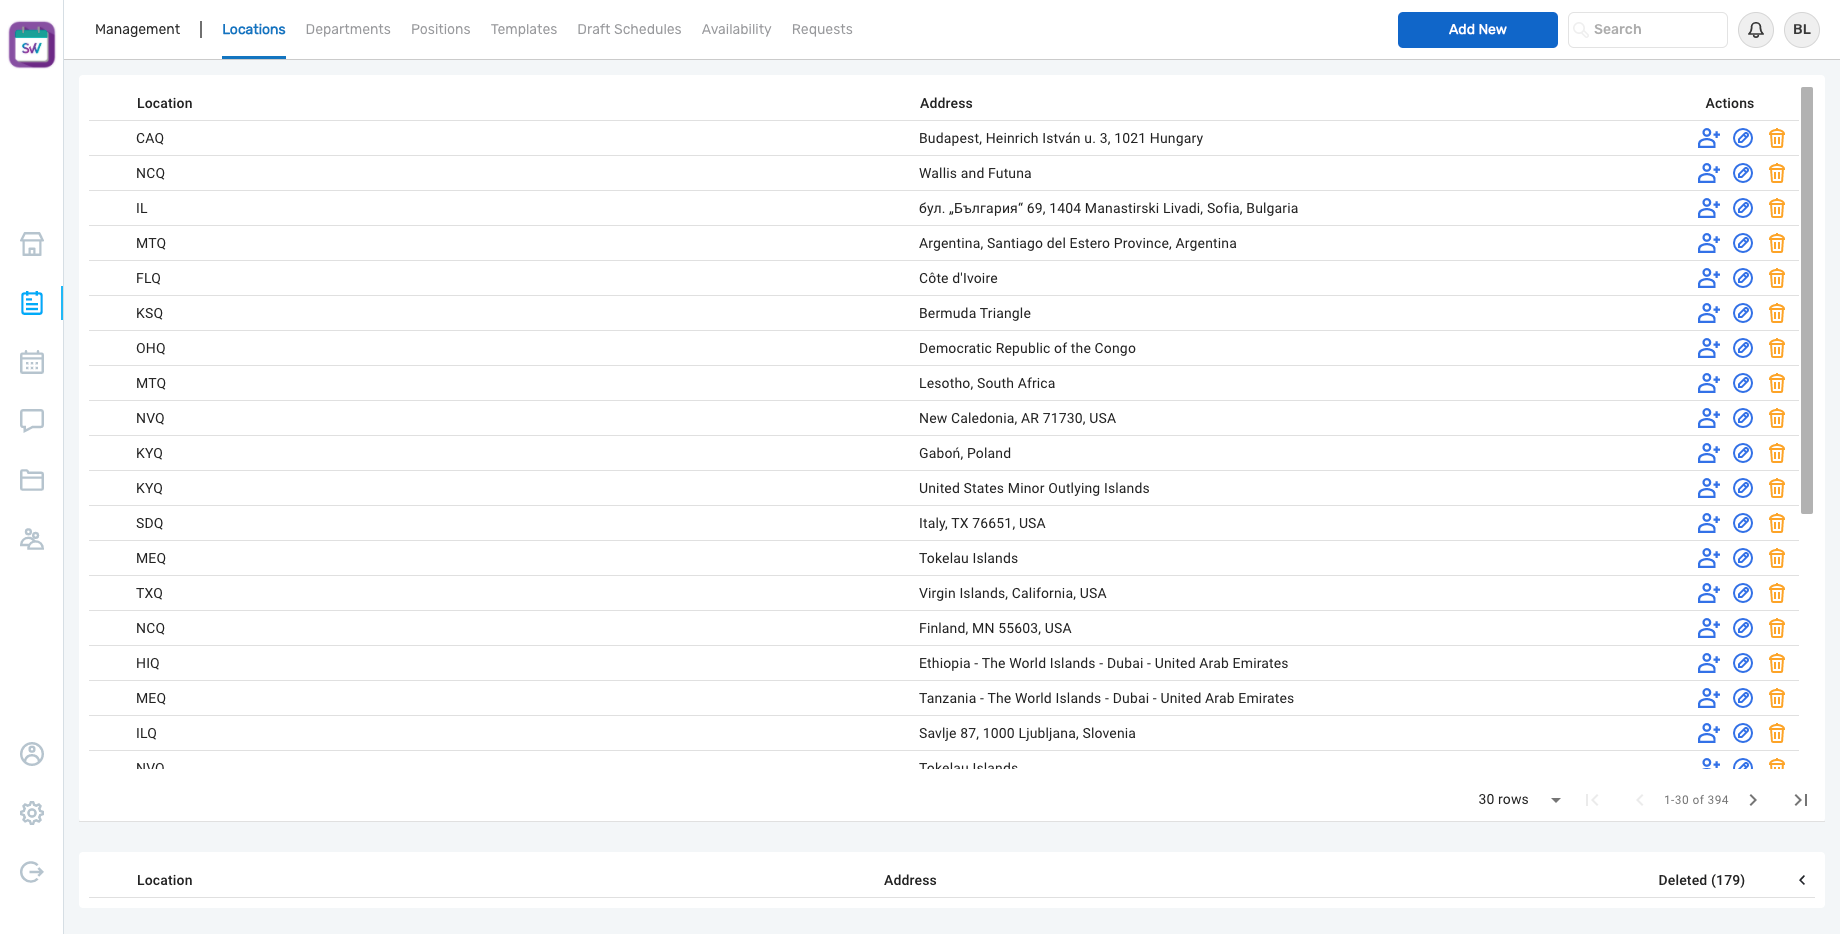 SW
Management | Locations Departments Positions Templates Draft Schedules Availability Requests Add New Search BL
Location Address Actions
CAQ Budapest, Heinrich István u. 3, 1021 Hungary
NCQ Wallis and Futuna
IL бул. „България“ 69, 1404 Manastirski Livadi, Sofia, Bulgaria
MTQ Argentina, Santiago del Estero Province, Argentina
FLQ Côte d'Ivoire
KSQ Bermuda Triangle
OHQ Democratic Republic of the Congo
MTQ Lesotho, South Africa
NVQ New Caledonia, AR 71730, USA
KYQ Gaboń, Poland
KYQ United States Minor Outlying Islands
SDQ Italy, TX 76651, USA
MEQ Tokelau Islands
TXQ Virgin Islands, California, USA
NCQ Finland, MN 55603, USA
HIQ Ethiopia - The World Islands - Dubai - United Arab Emirates
MEQ Tanzania - The World Islands - Dubai - United Arab Emirates
ILQ Savlje 87, 1000 Ljubljana, Slovenia
NVQ Tokelau Islands
30 rows 1-30 of 394
Location Address Deleted (179)